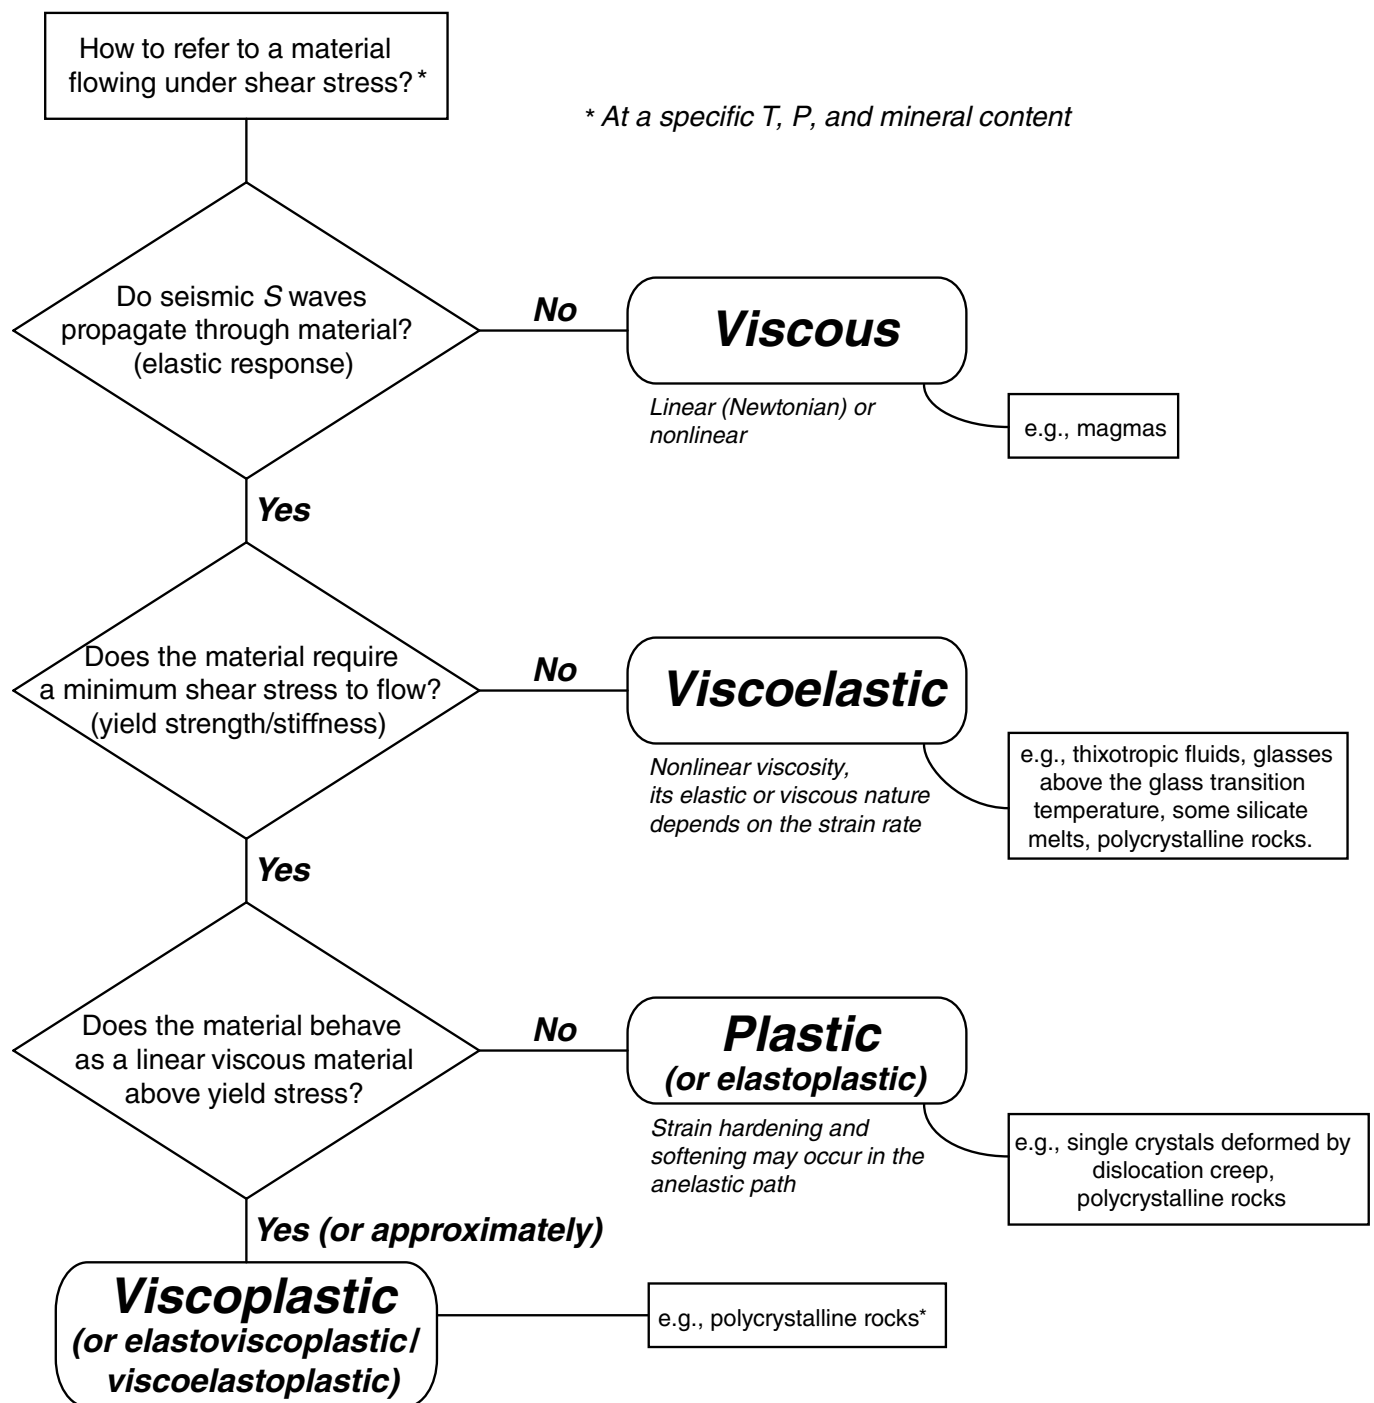 How to refer to a material
flowing under shear stress?*
* At a specific T, P, and mineral content
Do seismic S waves
propagate through material?
(elastic response)
No
Viscous
Linear (Newtonian) or
nonlinear
e.g., magmas
Yes
Does the material require
a minimum shear stress to flow?
(yield strength/stiffness)
No
Viscoelastic
Nonlinear viscosity,
its elastic or viscous nature
depends on the strain rate
e.g., thixotropic fluids, glasses
above the glass transition
temperature, some silicate
melts, polycrystalline rocks.
Yes
Does the material behave
as a linear viscous material
above yield stress?
No
Plastic
(or elastoplastic)
Strain hardening and
softening may occur in the
anelastic path
e.g., single crystals deformed by
dislocation creep,
polycrystalline rocks
Yes (or approximately)
Viscoplastic
(or elastoviscoplastic/
viscoelastoplastic)
e.g., polycrystalline rocks*